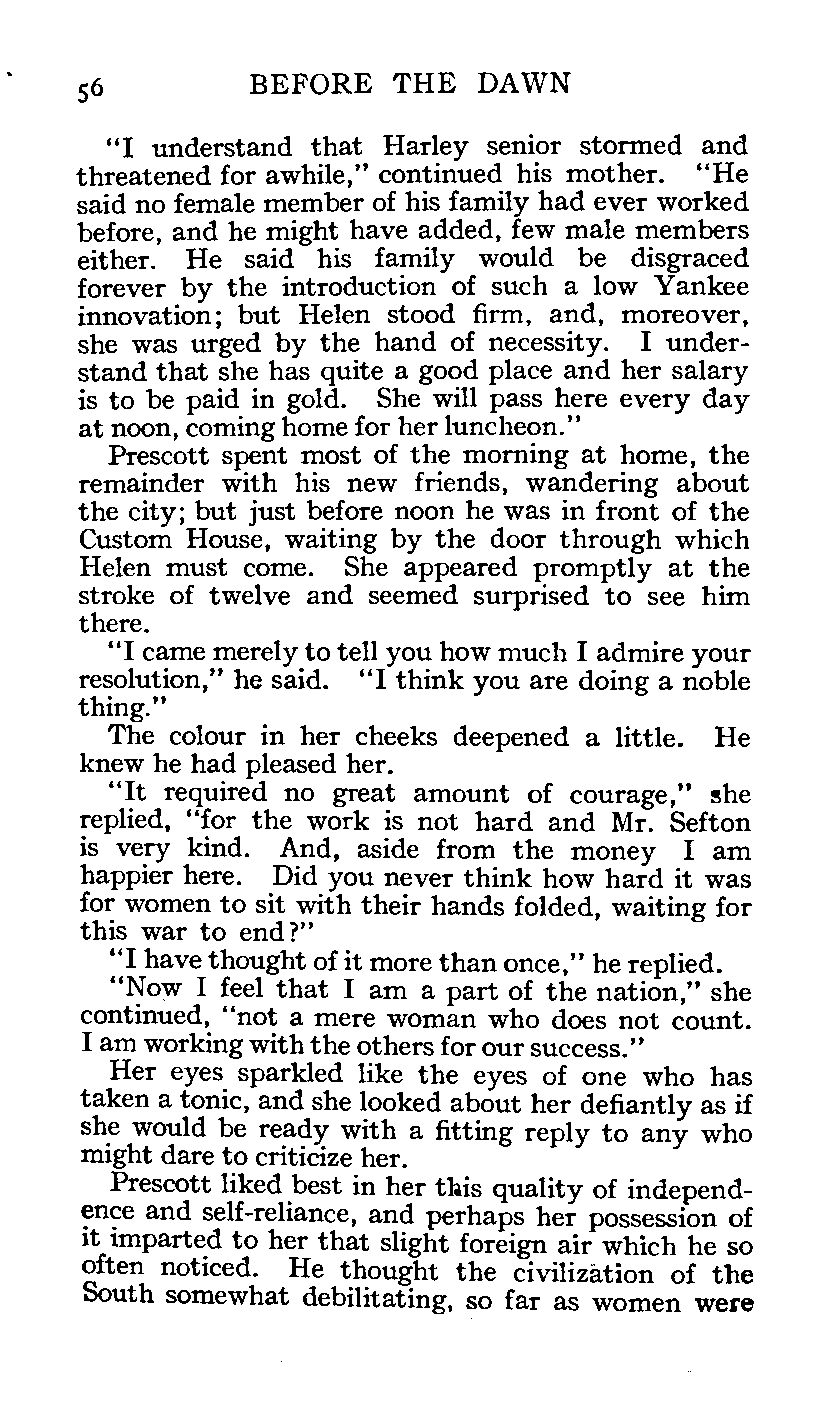 56 BEFORE THE DAWN
"I understand that Harley senior stormed and
threatened for awhile," continued his mother. "He
said no female member of his family had ever worked
before, and he might have added, few male members
either. He said his family would be disgraced
forever by the introduction of such a low Yankee
innovation; but Helen stood firm, and, moreover,
she was urged by the hand of necessity. I under-
stand that she has quite a good place and her salary
is to be paid in gold. She will pass here every day
at noon, coming home for her luncheon."
Prescott spent most of the morning at home, the
remainder with his new friends, wandering about
the city; but just before noon he was in front of the
Custom House, waiting by the door through which
Helen must come. She appeared promptly at the
stroke of twelve and seemed surprised to see him
there.
"I came merely to tell you how much I admire your
resolution," he said. "I think you are doing a noble
thing."
The colour in her cheeks deepened a little. He
knew he had pleased her.
"It required no great amount of courage," she
replied, "for the work is not hard and Mr. Sefton
is very kind. And, aside from the money I am
happier here. Did you never think how hard it was
for women to sit with their hands folded, waiting for
this war to end?"
"I have thought of it more than once," he replied.
"Now I feel that I am a part of the nation," she
continued, "not a mere woman who does not count.
I am working with the others for our success."
Her eyes sparkled like the eyes of one who has
taken a tonic, and she looked about her defiantly as if
she would be ready with a fitting reply to any who
might dare to criticize her.
Prescott liked best in her this quality of independ-
ence and self-reliance, and perhaps her possession of
it imparted to her that slight foreign air which he so
often noticed. He thought the civilization of the
South somewhat debilitating, so far as women were